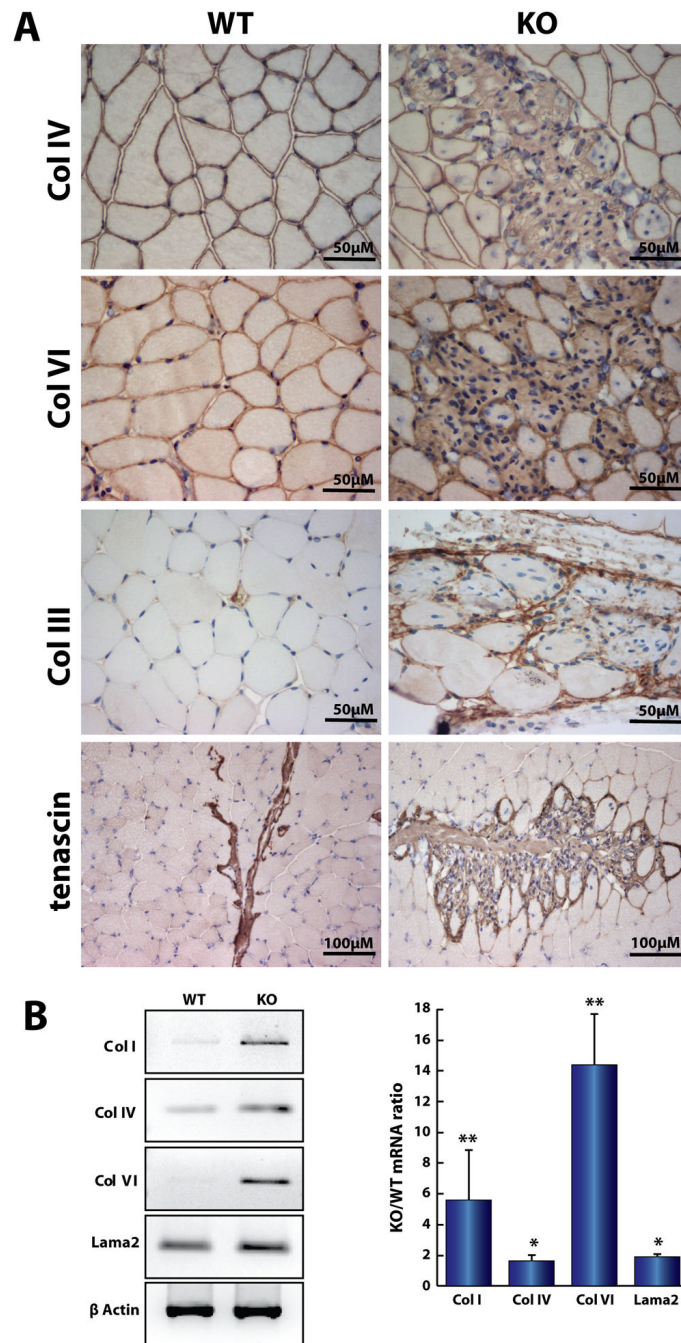 A
WT KO
Col IV
50µM 50µM
Col VI
50µM 50µM
Col III
50µM 50µM
tenascin
100µM 100µM
B
WT KO
Col I
Col IV
Col VI
Lama2
β Actin
KO/WT mRNA ratio
18
16
14
12
10
8
6
4
2
0
** * ** *
Col I Col IV Col VI Lama2